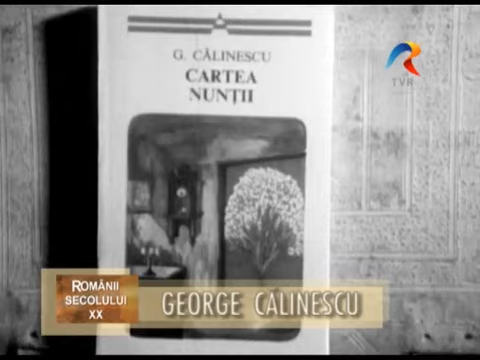 G. CĂLINESCU
CARTEA
NUNȚII
TVR
ROMÂNII
SECOLULUI
XX
GEORGE CĂLINESCU